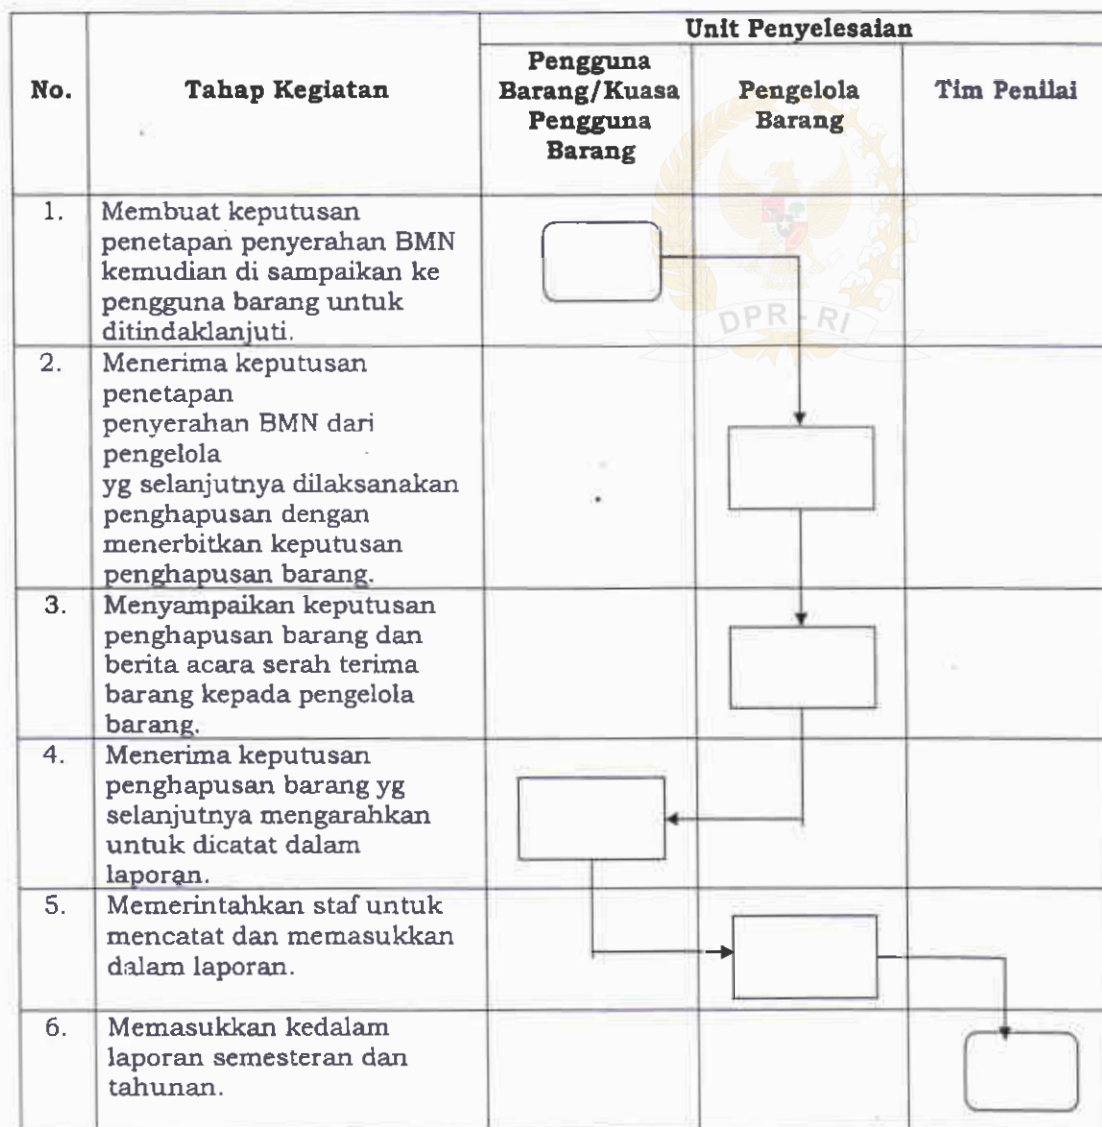 Unit Penyelesaian
No.
Tahap Kegiatan
Pengguna
Barang/Kuasa
Pengguna
Barang
Pengelola
Barang
Tim Penilai
1.
Membuat keputusan
penetapan penyerahan BMN
kemudian di sampaikan ke
pengguna barang untuk
ditindaklanjuti.
DPR - RI
2.
Menerima keputusan
penetapan
penyerahan BMN dari
pengelola
yg selanjutnya dilaksanakan
penghapusan dengan
menerbitkan keputusan
penghapusan barang.
3.
Menyampaikan keputusan
penghapusan barang dan
berita acara serah terima
barang kepada pengelola
barang.
4.
Menerima keputusan
penghapusan barang yg
selanjutnya mengarahkan
untuk dicatat dalam
laporan.
5.
Memerintahkan staf untuk
mencatat dan memasukkan
dalam laporan.
6.
Memasukkan kedalam
laporan semesteran dan
tahunan.